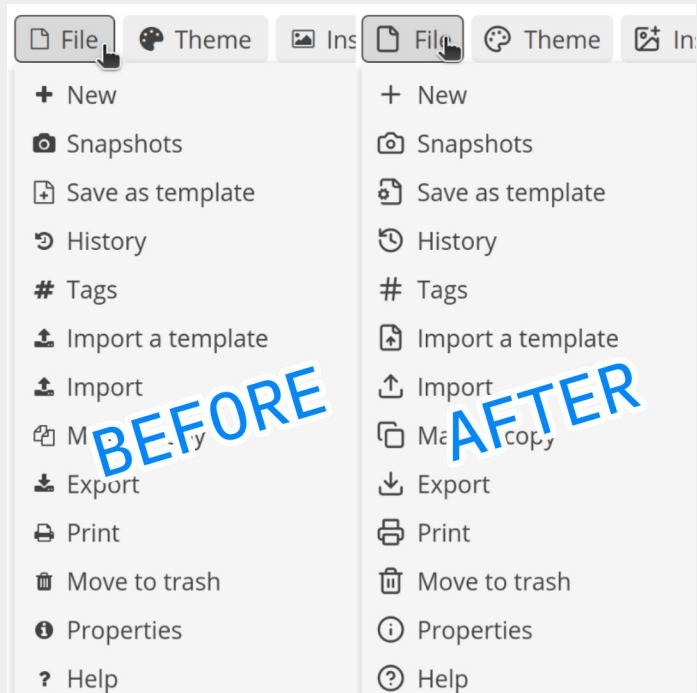 File Theme Ins
New
Snapshots
Save as template
History
Tags
Import a template
Import
Export
Print
Move to trash
Properties
Help
BEFORE
File Theme In
New
Snapshots
Save as template
History
Tags
Import a template
Import
copy
Export
Print
Move to trash
Properties
Help
AFTER